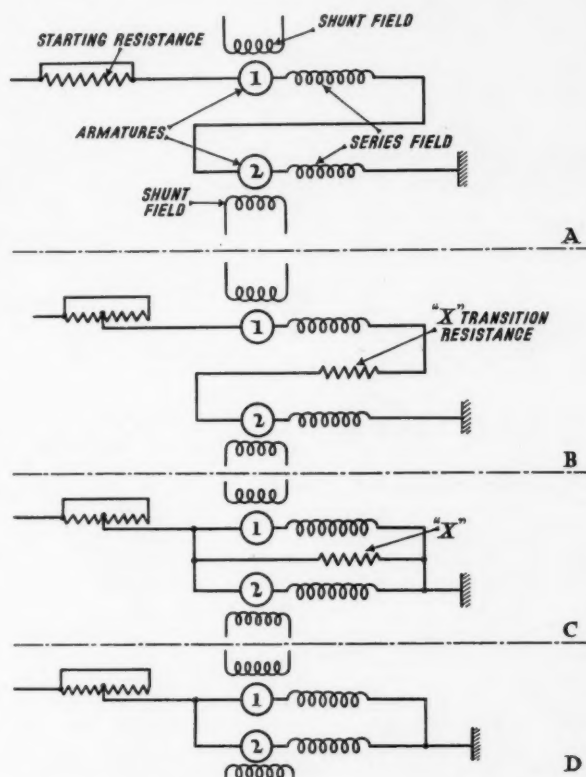 SHUNT FIELD
STARTING RESISTANCE
1
ARMATURES
SERIES FIELD
2
SHUNT
FIELD
A
1
"X" TRANSITION
RESISTANCE
2
B
1
"X"
2
C
1
2
D